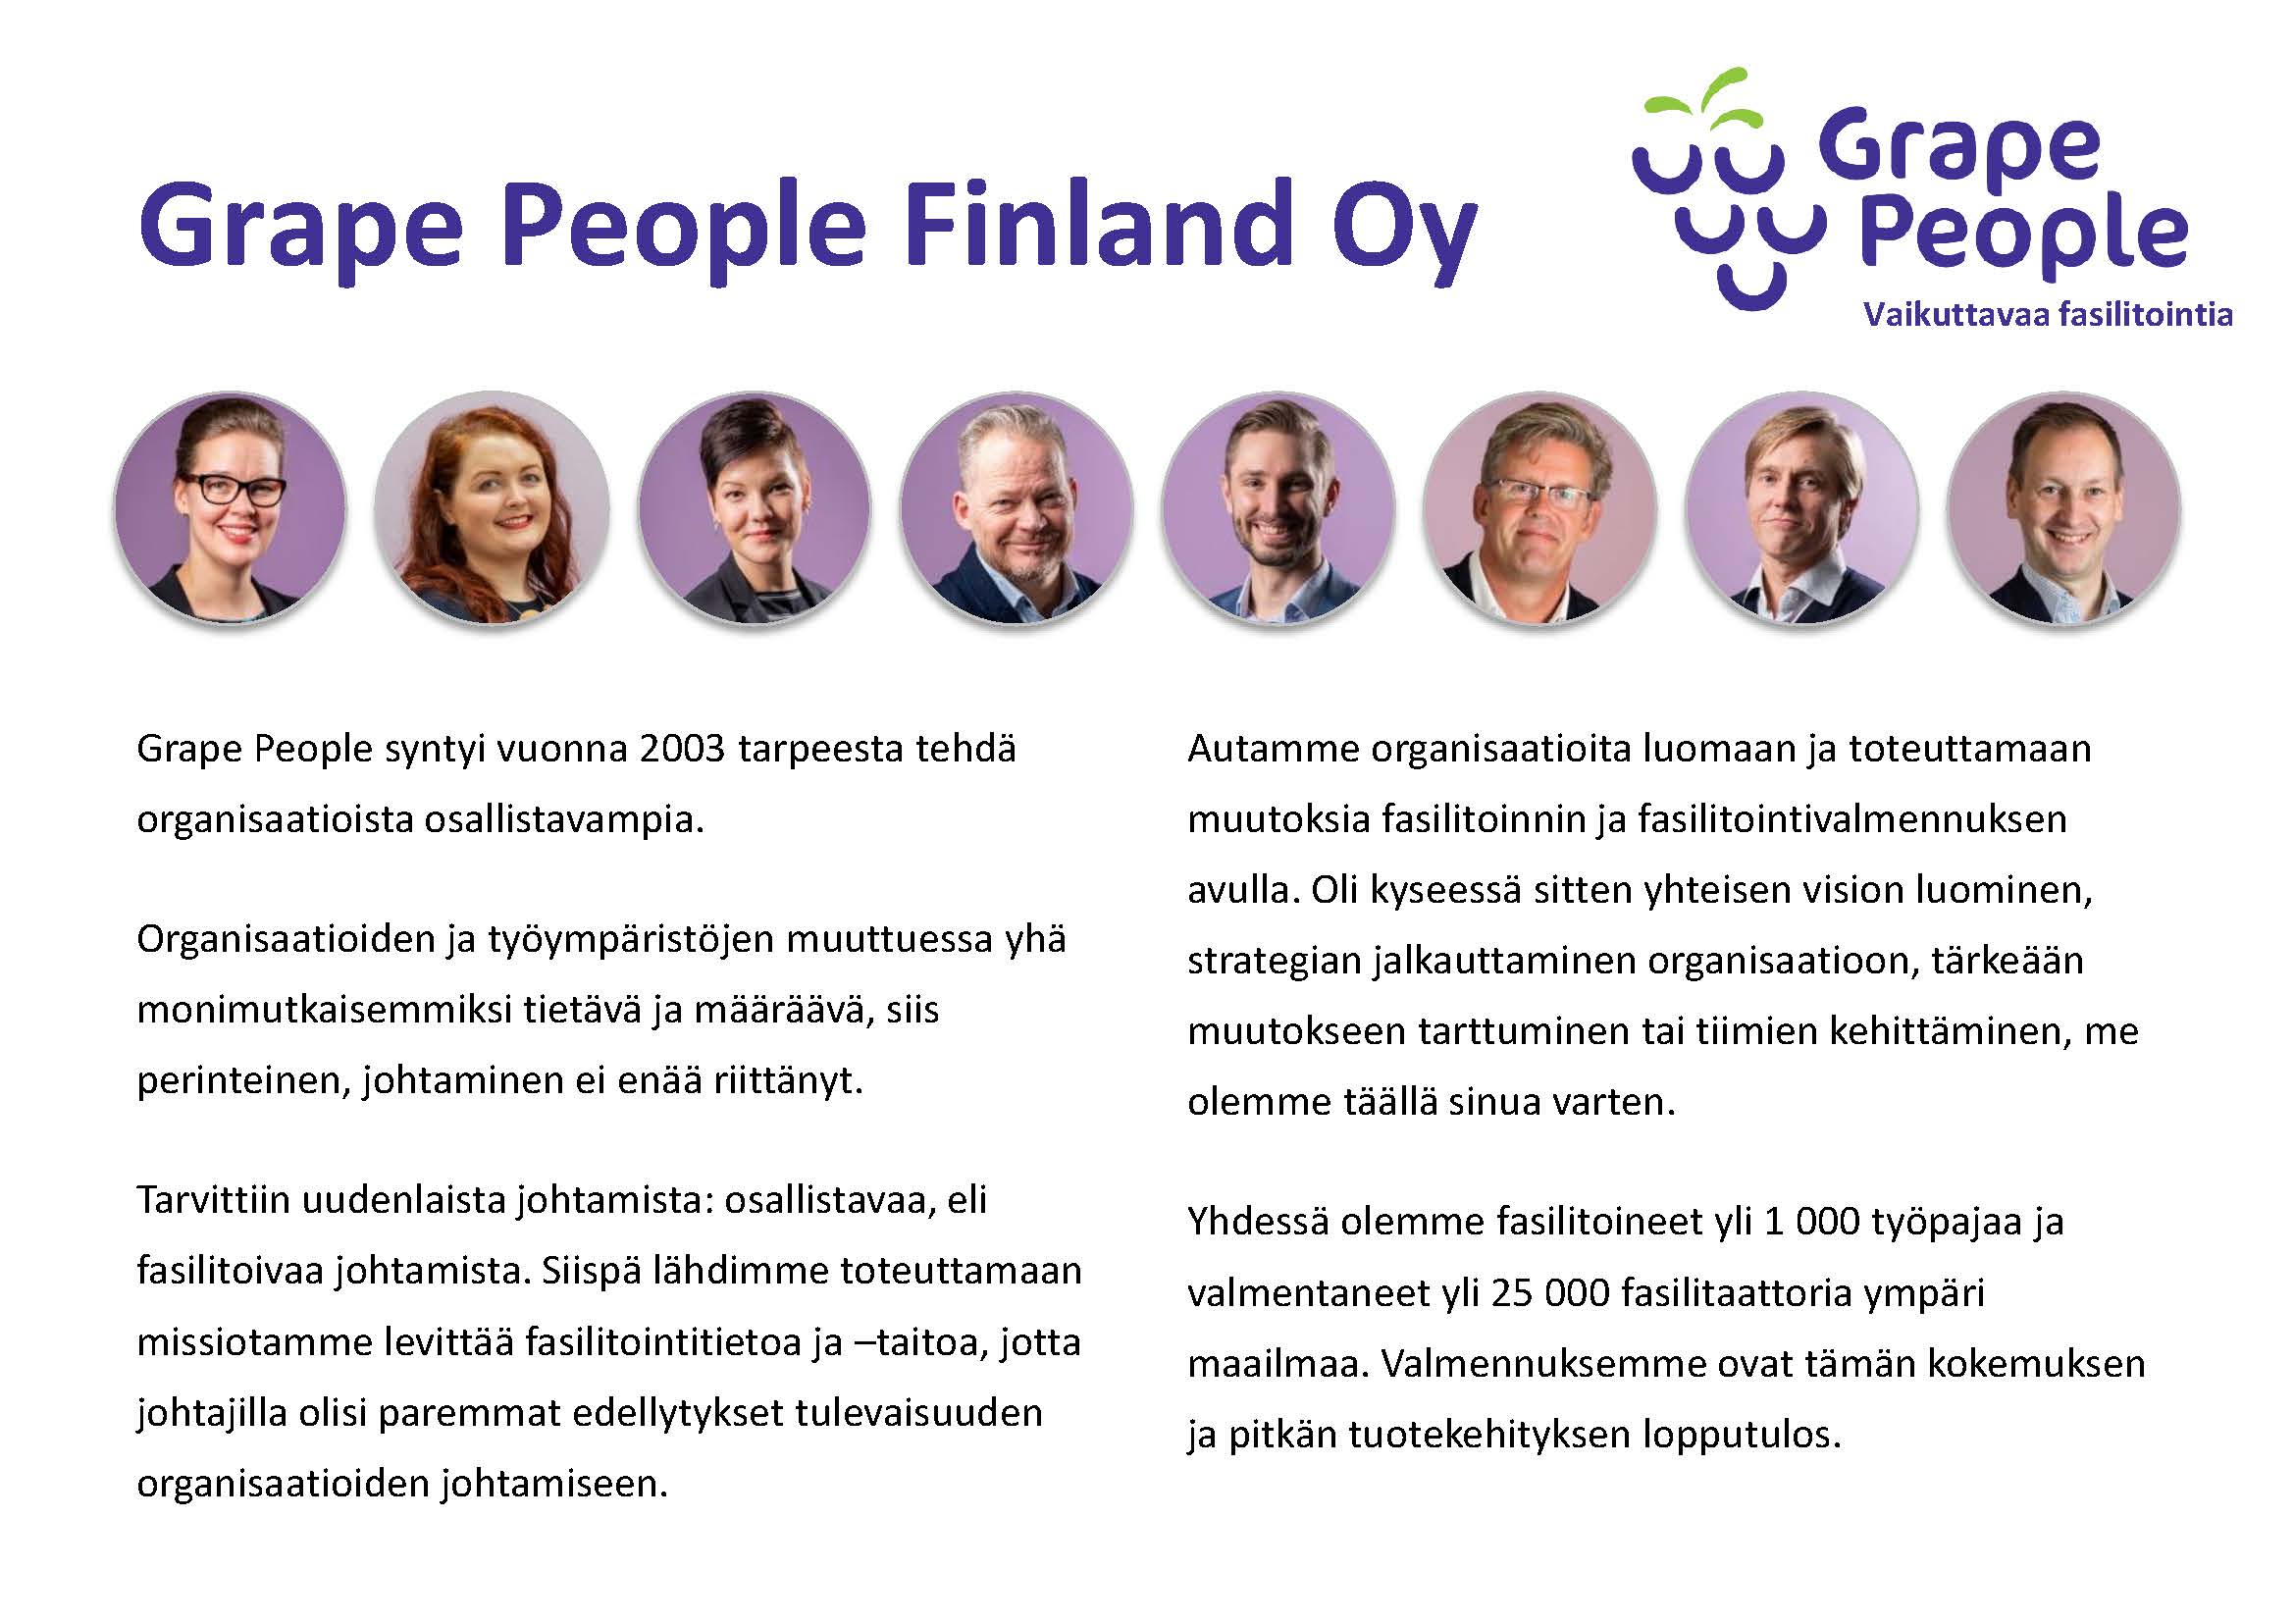 Grape People Finland Oy
Grape
People
Vaikuttavaa fasilitointia
Grape People syntyi vuonna 2003 tarpeesta tehdä
organisaatioista osallistavampia.
Organisaatioiden ja työympäristöjen muuttuessa yhä
monimutkaisemmiksi tietävä ja määräävä, siis
perinteinen, johtaminen ei enää riittänyt.
Tarvittiin uudenlaista johtamista: osallistavaa, eli
fasilitoivaa johtamista. Siispä lähdimme toteuttamaan
missiotamme levittää fasilitointitietoa ja –taitoa, jotta
johtajilla olisi paremmat edellytykset tulevaisuuden
organisaatioiden johtamiseen.
Autamme organisaatioita luomaan ja toteuttamaan
muutoksia fasilitoinnin ja fasilitointivalmennuksen
avulla. Oli kyseessä sitten yhteisen vision luominen,
strategian jalkauttaminen organisaatioon, tärkeään
muutokseen tarttuminen tai tiimien kehittäminen, me
olemme täällä sinua varten.
Yhdessä olemme fasilitoineet yli 1 000 työpajaa ja
valmentaneet yli 25 000 fasilitaattoria ympäri
maailmaa. Valmennuksemme ovat tämän kokemuksen
ja pitkän tuotekehityksen lopputulos.